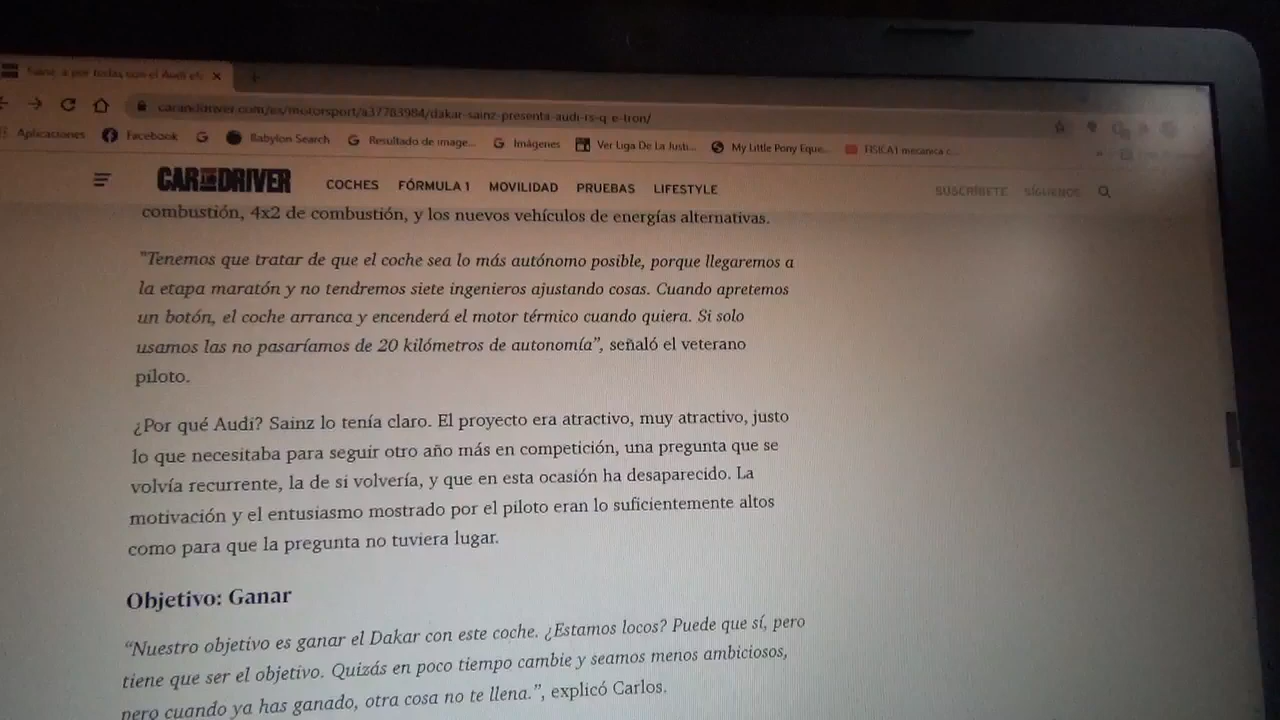 Sainz, a por todas con el Audi elé
carandriver.com/es/motorsport/a37783984/dakar-sainz-presenta-audi-rs-q-e-tron/
Aplicaciones Facebook Babylon Search Resultado de image... Imágenes Ver Liga De La Justi... My Little Pony Eque... FISICA1 mecanica c...
CAR AND DRIVER COCHES FÓRMULA 1 MOVILIDAD PRUEBAS LIFESTYLE SUSCRÍBETE SÍGUENOS
combustión, 4x2 de combustión, y los nuevos vehículos de energías alternativas.
"Tenemos que tratar de que el coche sea lo más autónomo posible, porque llegaremos a
la etapa maratón y no tendremos siete ingenieros ajustando cosas. Cuando apretemos
un botón, el coche arranca y encenderá el motor térmico cuando quiera. Si solo
usamos las no pasaríamos de 20 kilómetros de autonomía”, señaló el veterano
piloto.
¿Por qué Audi? Sainz lo tenía claro. El proyecto era atractivo, muy atractivo, justo
lo que necesitaba para seguir otro año más en competición, una pregunta que se
volvía recurrente, la de si volvería, y que en esta ocasión ha desaparecido. La
motivación y el entusiasmo mostrado por el piloto eran lo suficientemente altos
como para que la pregunta no tuviera lugar.
Objetivo: Ganar
“Nuestro objetivo es ganar el Dakar con este coche. ¿Estamos locos? Puede que sí, pero
tiene que ser el objetivo. Quizás en poco tiempo cambie y seamos menos ambiciosos,
pero cuando ya has ganado, otra cosa no te llena.”, explicó Carlos.